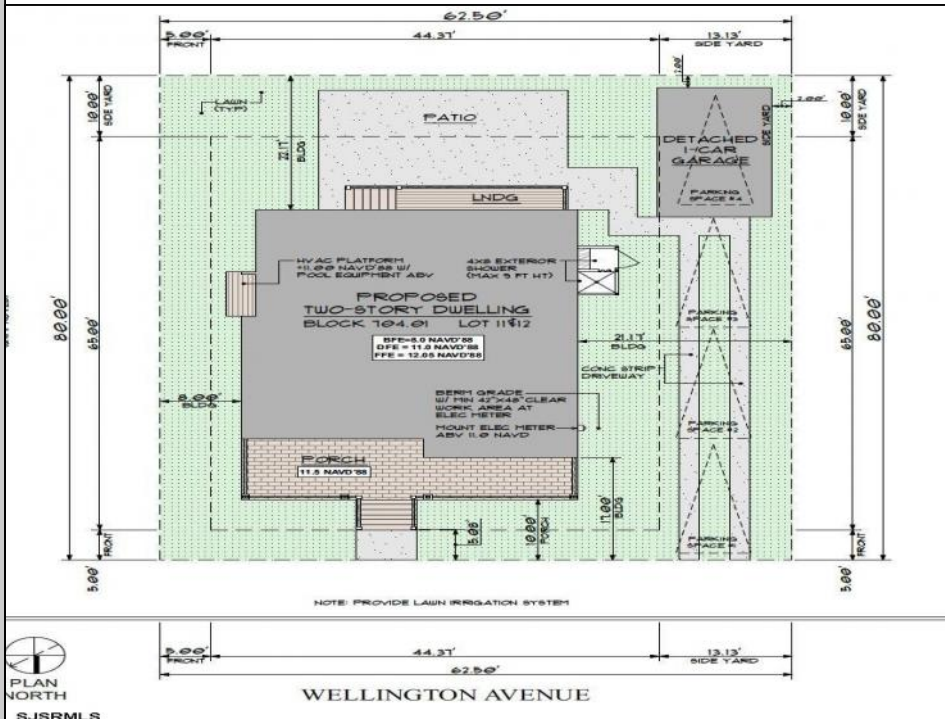 62.50'
5.00'
FRONT
44.37'
13.13'
SIDE YARD
10.00'
SIDE YARD
LAWN
(TYP)
22.17'
BLDG
PATIO
2.00'
SIDE YARD
DETACHED
1-CAR
GARAGE
PARKING
SPACE #4
10.00'
SIDE YARD
LNDG
HVAC PLATFORM
+11.00 NAVD'88 W/
POOL EQUIPMENT ABV
4X8 EXTERIOR
SHOWER
(MAX 9 FT HT)
PROPOSED
TWO-STORY DWELLING
BLOCK 704.01 LOT 11&12
BFE=8.0 NAVD'88
DFE = 11.0 NAVD'88
FFE = 12.05 NAVD'88
80.00'
65.00'
PARKING
SPACE #3
21.17'
BLDG
CONC STRIP
DRIVEWAY
65.00'
80.00'
8.00'
BLDG
BERM GRADE
W/ MIN 42"X48" CLEAR
WORK AREA AT
ELEC METER
MOUNT ELEC METER
ABV 11.0 NAVD
PARKING
SPACE #2
PORCH
11.5 NAVD'88
17.00'
BLDG
10.00'
PORCH
5.08'
PARKING
SPACE
5.00'
FRONT
5.00'
FRONT
NOTE: PROVIDE LAWN IRRIGATION SYSTEM
5.00'
FRONT
44.37'
13.13'
SIDE YARD
62.50'
PLAN
NORTH
WELLINGTON AVENUE
SJSRMLS